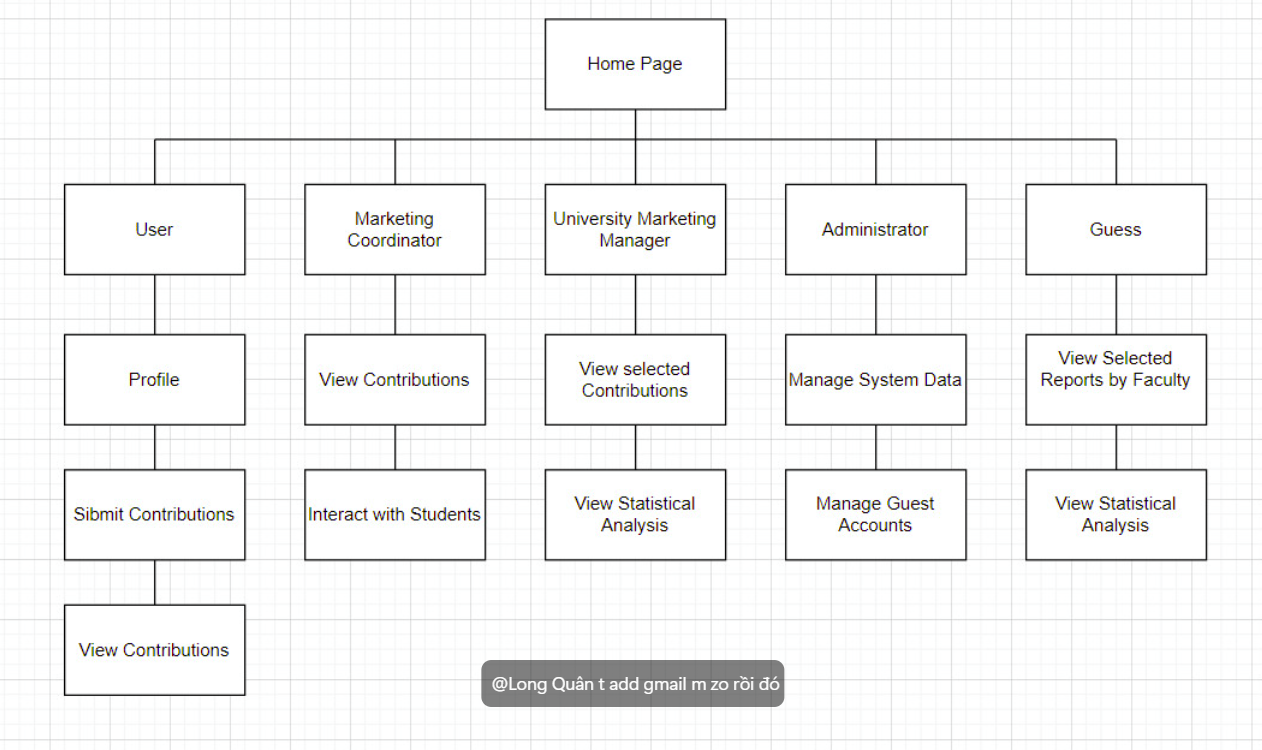 Home Page
User
Marketing
Coordinator
University Marketing
Manager
Administrator
Guess
Profile
View Contributions
View selected
Contributions
Manage System Data
View Selected
Reports by Faculty
Sibmit Contributions
Interact with Students
View Statistical
Analysis
Manage Guest
Accounts
View Statistical
Analysis
View Contributions
@Long Quân t add gmail m zo rồi đó